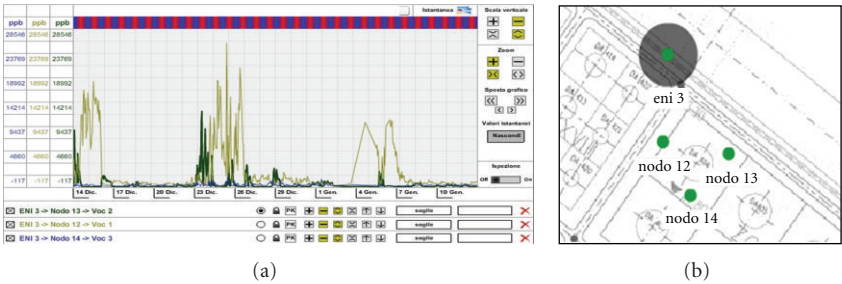 ppb ppb ppb
Istantanea
Scala verticale
28546 28546 28546
23769 23769 23769
18992 18992 18992
14214 14214 14214
9437 9437 9437
4660 4660 4660
-117 -117 -117
Zoom
Sposta grafico
Valori istantanei
Nascondi
Ispezione
Off On
14 Dic. 17 Dic. 20 Dic. 23 Dic. 26 Dic. 29 Dic. 1 Gen. 4 Gen. 7 Gen. 10 Gen.
ENI 3 -> Nodo 13 -> Voc 2 PK soglie
ENI 3 -> Nodo 12 -> Voc 1 PK soglie
ENI 3 -> Nodo 14 -> Voc 3 PK soglie
(a)
eni 3
nodo 12
nodo 13
nodo 14
(b)